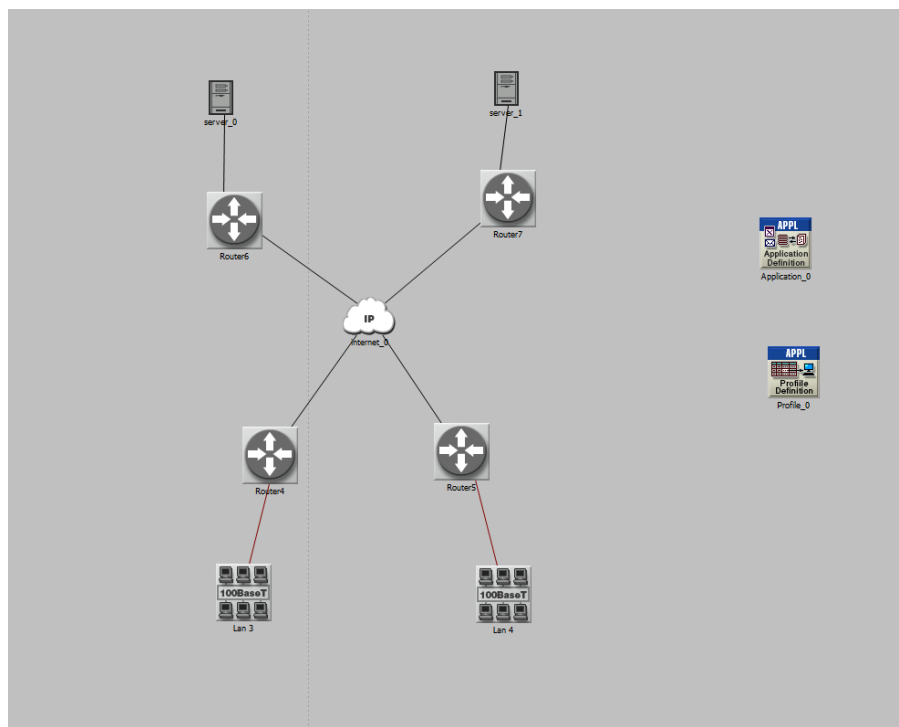 server_0
server_1
Router6
Router7
APPL
Application
Definition
Application_0
IP
internet_0
APPL
Profile
Definition
Profile_0
Router4
Router5
100BaseT
Lan 3
100BaseT
Lan 4